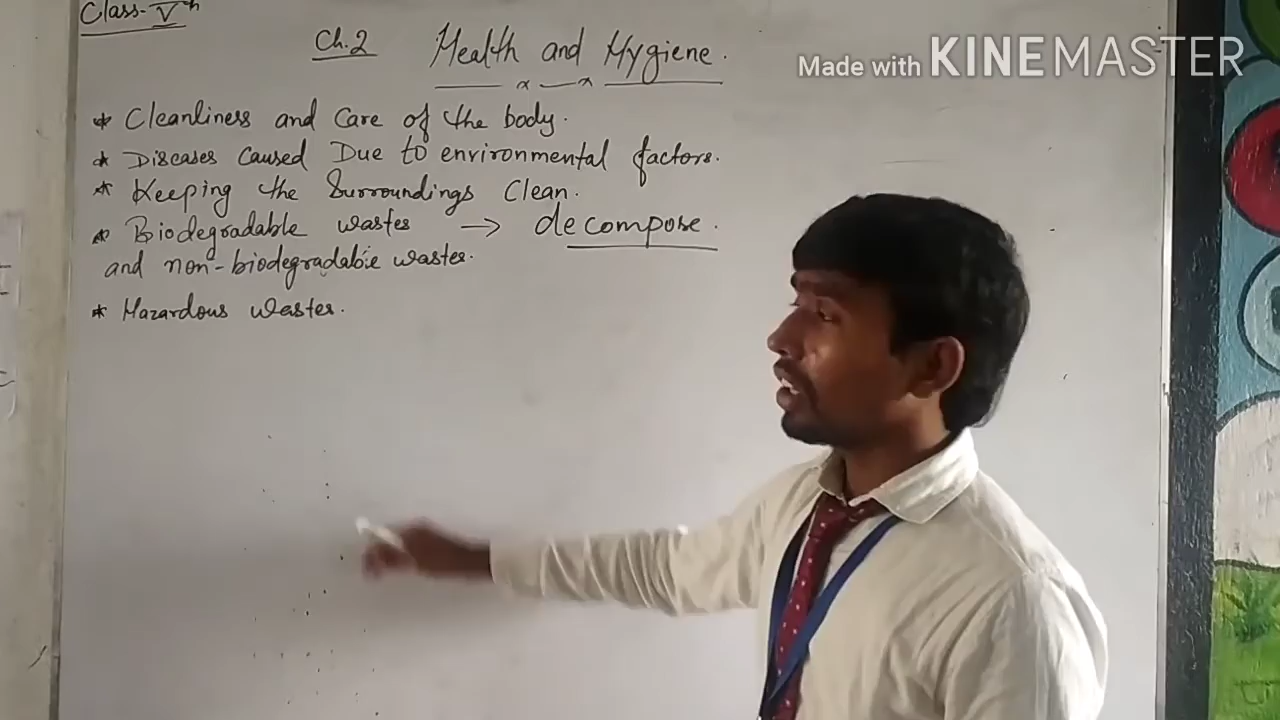 Class-Vth
Ch.2 Health and Hygiene.
Made with KINEMASTER
* Cleanliness and Care of the body.
* Diseases Caused Due to environmental factors.
* Keeping the Surroundings Clean.
* Biodegradable wastes → decompose.
and non-biodegradable wastes.
* Hazardous wastes.